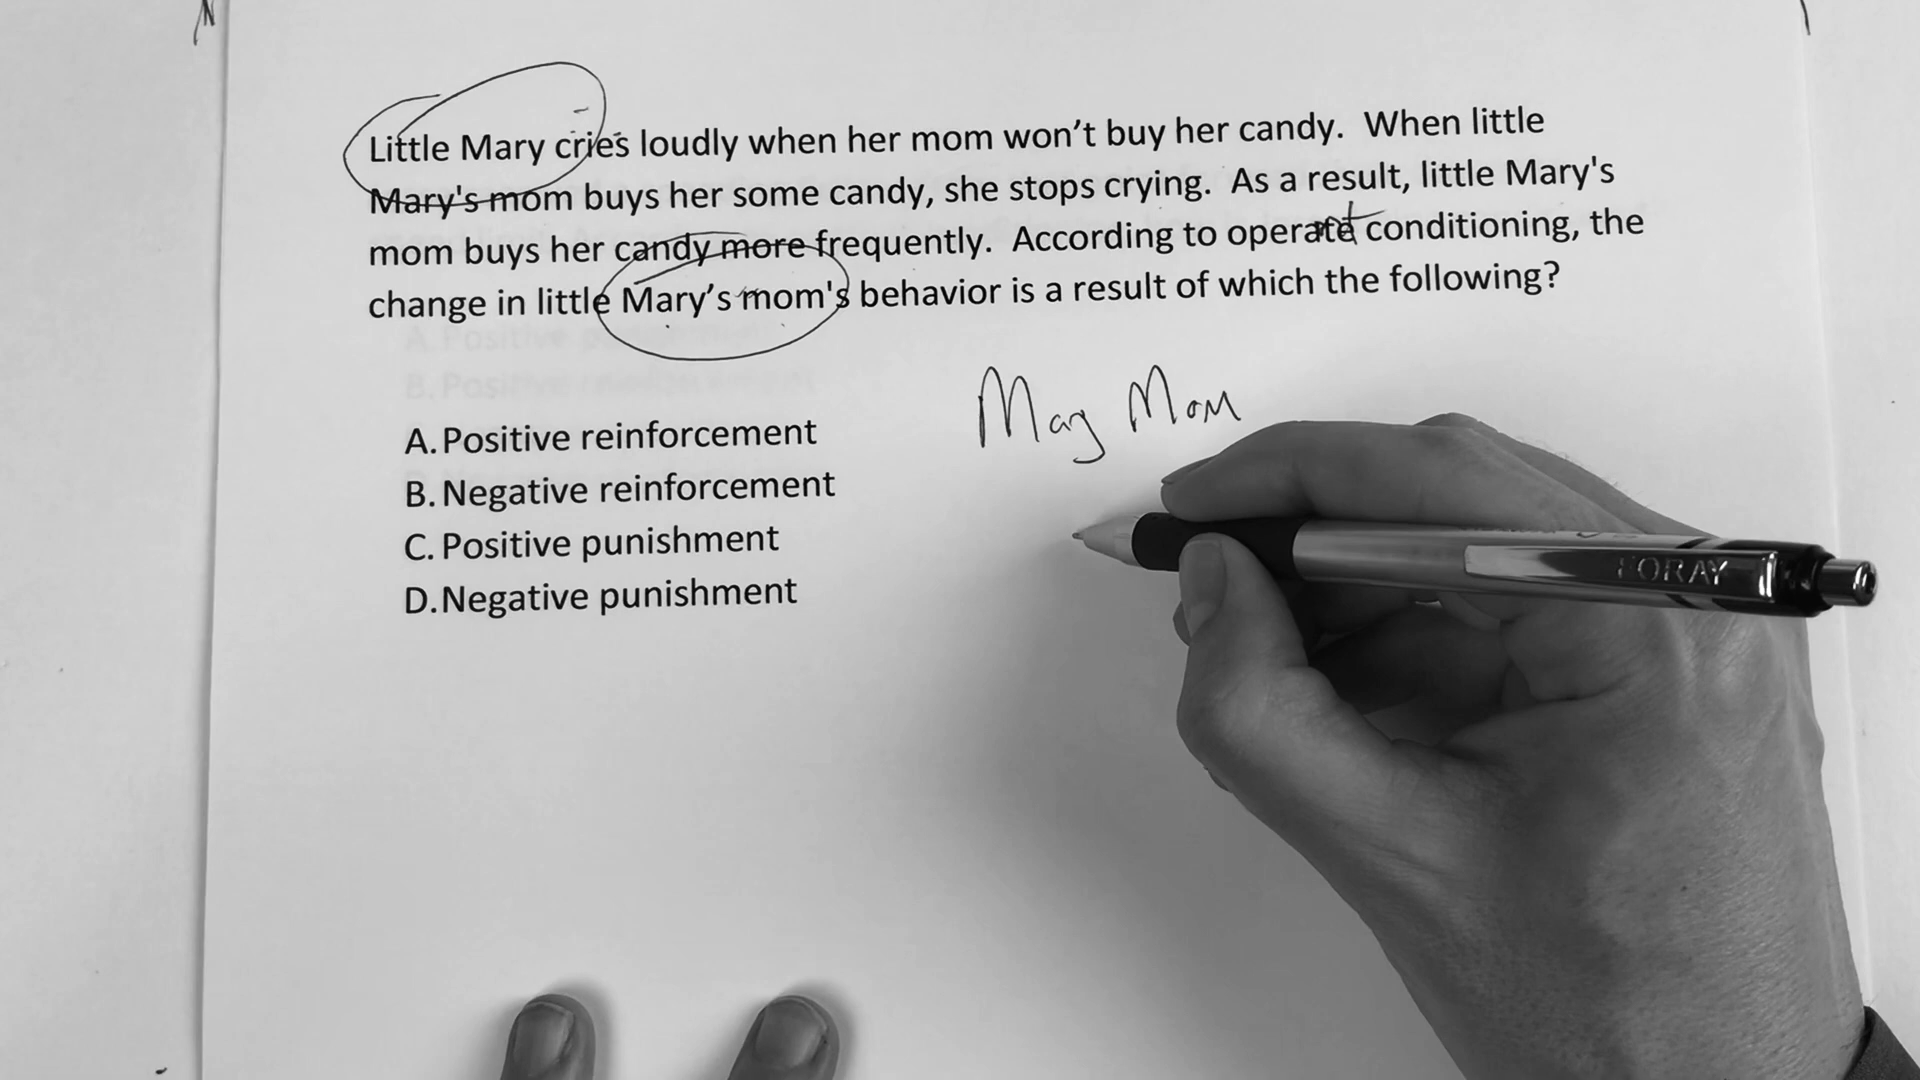 Little Mary cries loudly when her mom won't buy her candy. When little
Mary's mom buys her some candy, she stops crying. As a result, little Mary's
mom buys her candy more frequently. According to operant conditioning, the
change in little Mary's mom's behavior is a result of which the following?
A. Positive reinforcement
B. Negative reinforcement
C. Positive punishment
D. Negative punishment
Mary Mom
FORAY